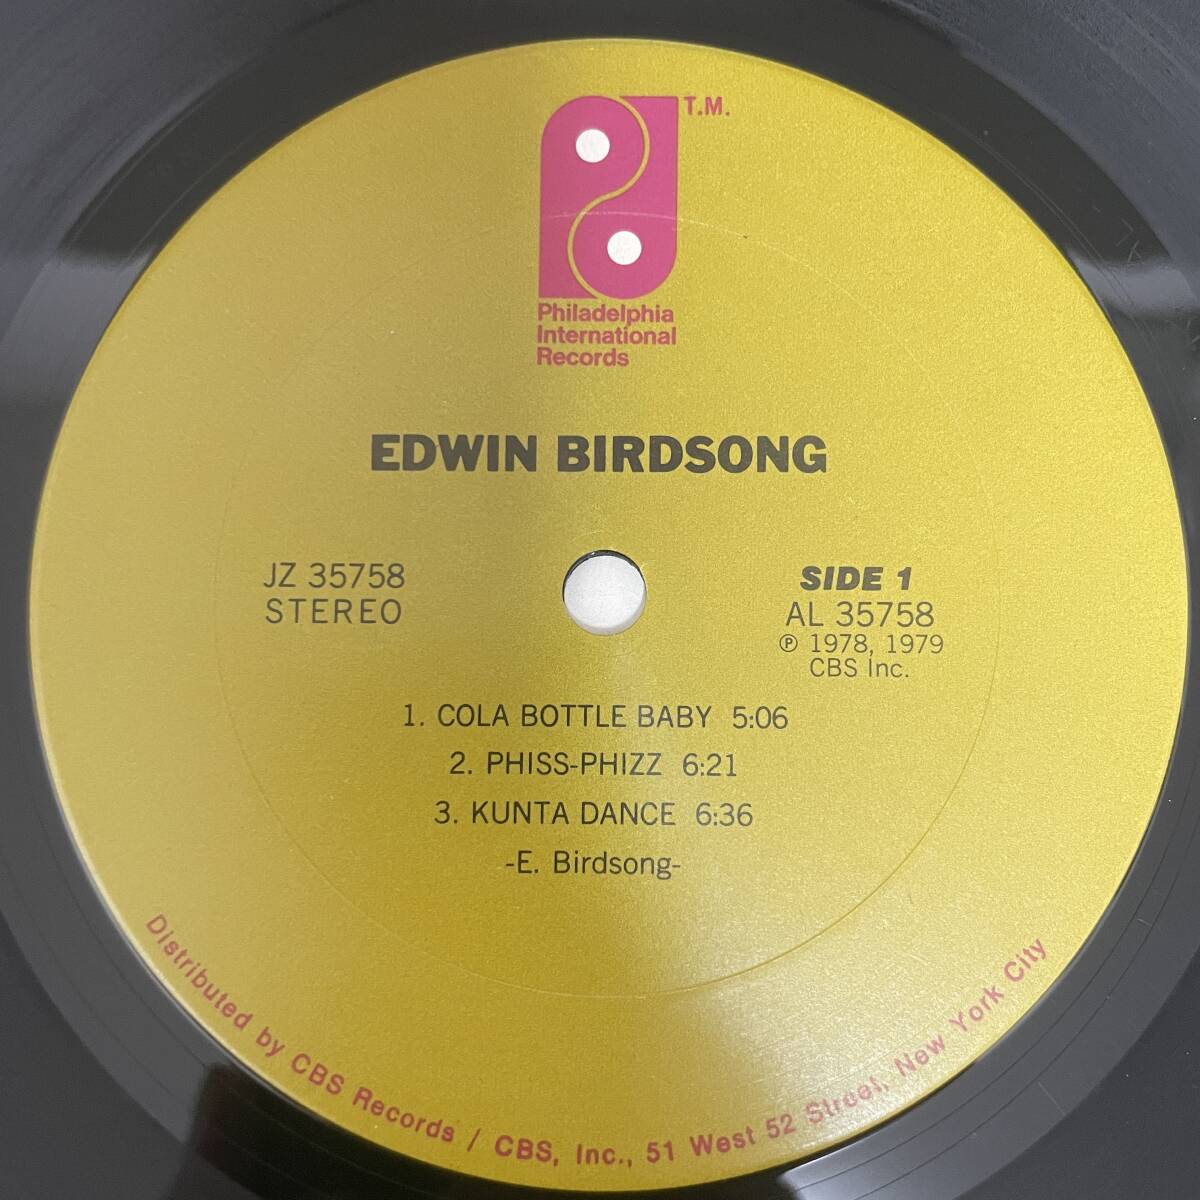 T.M.
Philadelphia
International
Records
EDWIN BIRDSONG
JZ 35758
STEREO
SIDE 1
AL 35758
℗ 1978, 1979
CBS Inc.
1. COLA BOTTLE BABY 5:06
2. PHISS-PHIZZ 6:21
3. KUNTA DANCE 6:36
-E. Birdsong-
Distributed by CBS Records / CBS, Inc., 51 West 52 Street, New York City